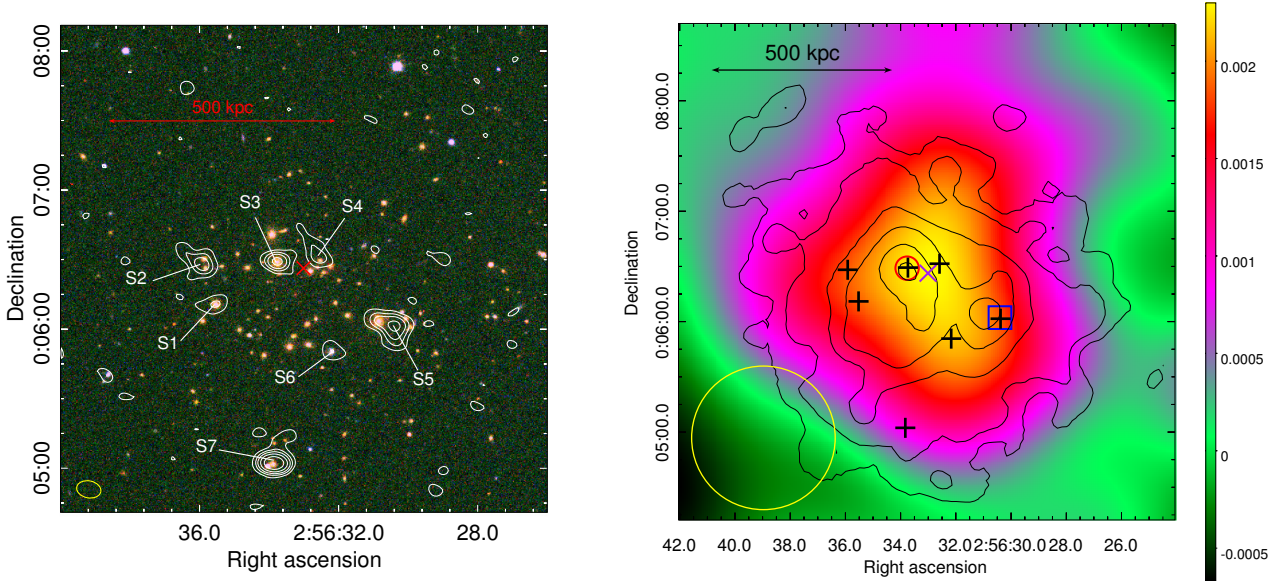 08:00
07:00
0:06:00
05:00
Declination
500 kpc
S3
S4
S2
S1
S6
S5
S7
36.0
2:56:32.0
28.0
Right ascension
500 kpc
08:00.0
07:00.0
0:06:00.0
05:00.0
Declination
42.0
40.0
38.0
36.0
34.0
32.0
2:56:30.0
28.0
26.0
Right ascension
0.002
0.0015
0.001
0.0005
0
-0.0005